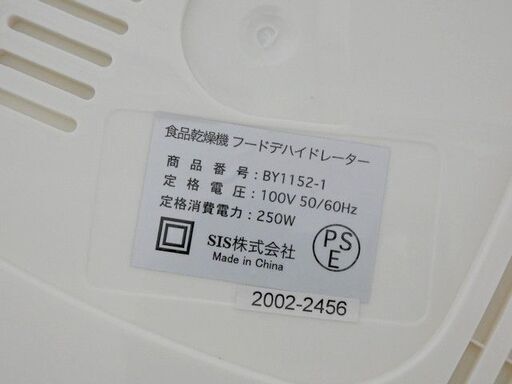 食品乾燥機 フードデハイドレーター
商品番号: BY1152-1
定格電圧: 100V 50/60Hz
定格消費電力: 250W
SIS株式会社
Made in China
PS
E
2002-2456